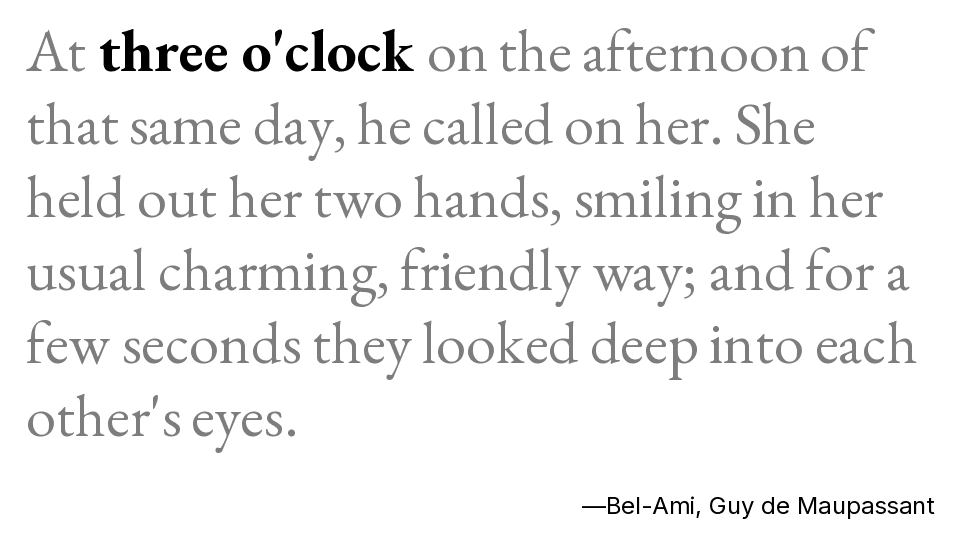 At three o'clock on the afternoon of
that same day, he called on her. She
held out her two hands, smiling in her
usual charming, friendly way; and for a
few seconds they looked deep into each
other's eyes.
—Bel-Ami, Guy de Maupassant